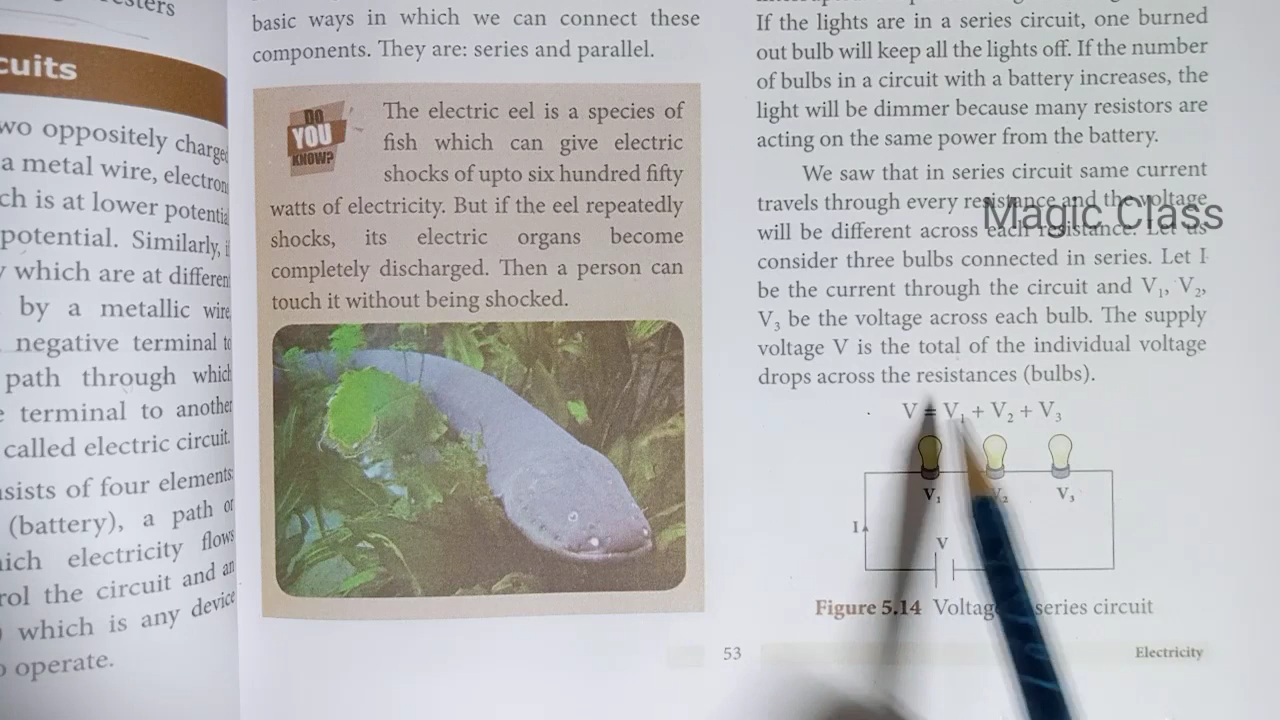 cuits
two oppositely charged
a metal wire, electron
ch is at lower potential
potential. Similarly, i
which are at different
by a metallic wire
negative terminal to
path through which
terminal to another
called electric circuit.
nsists of four elements:
(battery), a path or
hich electricity flows
rol the circuit and an
which is any device
o operate.
basic ways in which we can connect these
components. They are: series and parallel.
DO
YOU
KNOW?
The electric eel is a species of
fish which can give electric
shocks of upto six hundred fifty
watts of electricity. But if the eel repeatedly
shocks, its electric organs become
completely discharged. Then a person can
touch it without being shocked.
If the lights are in a series circuit, one burned
out bulb will keep all the lights off. If the number
of bulbs in a circuit with a battery increases, the
light will be dimmer because many resistors are
acting on the same power from the battery.
We saw that in series circuit same current
travels through every resistance and the voltage
will be different across each resistance. Let us
consider three bulbs connected in series. Let I
be the current through the circuit and V₁, V₂,
V₃ be the voltage across each bulb. The supply
voltage V is the total of the individual voltage
drops across the resistances (bulbs).
V = V₁ + V₂ + V₃
V₁ V₂ V₃
I
V
Figure 5.14 Voltage series circuit
53
Electricity
Magic Class